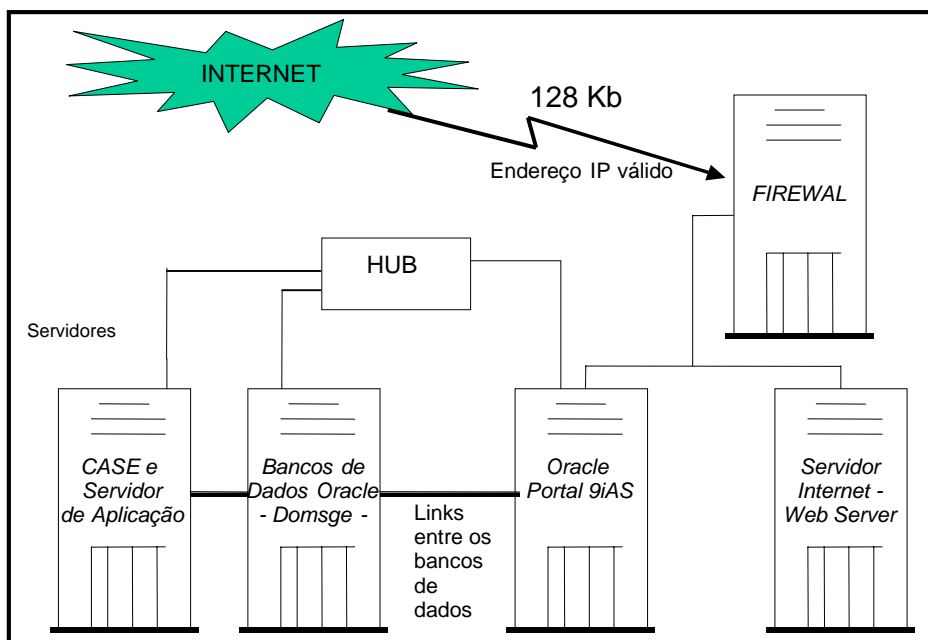 INTERNET
128 Kb
Endereço IP válido
FIREWAL
HUB
Servidores
CASE e
Servidor
de Aplicação
Bancos de
Dados Oracle
- Domsge -
Links
entre os
bancos
de
dados
Oracle
Portal 9iAS
Servidor
Internet -
Web Server